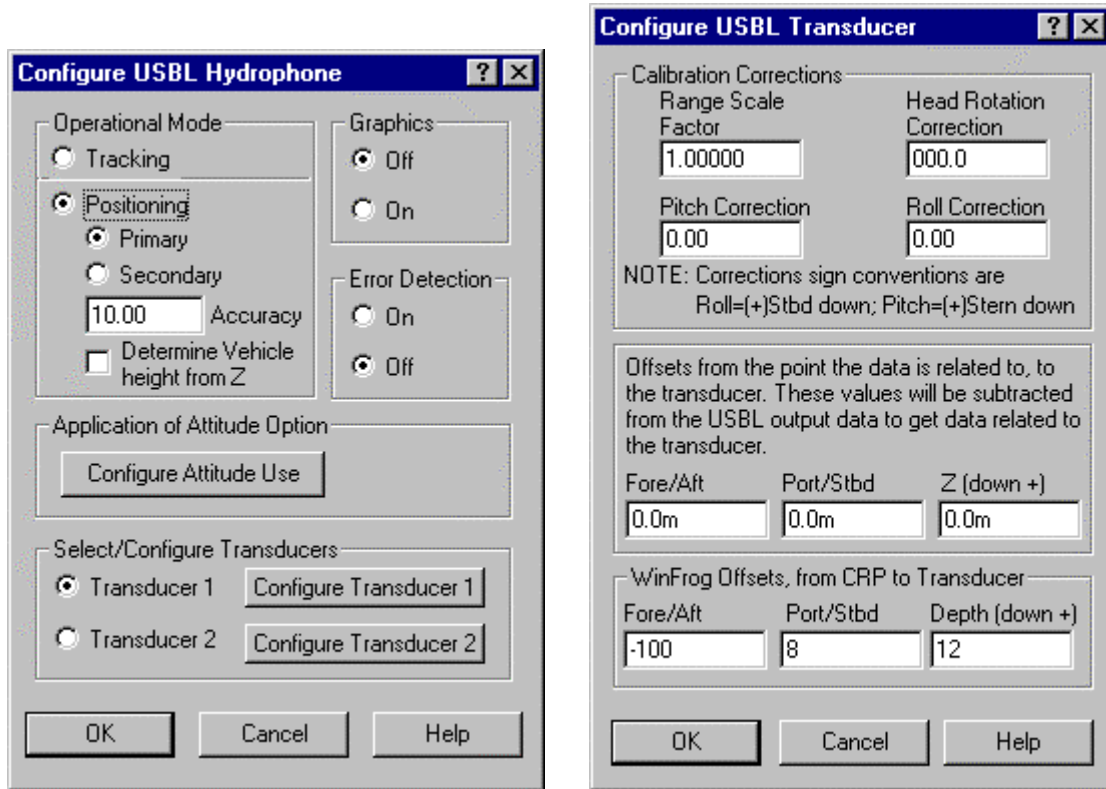 Configure USBL Hydrophone
Operational Mode
Tracking
Positioning
Primary
Secondary
10.00 Accuracy
Determine Vehicle
height from Z
Graphics
Off
On
Error Detection
On
Off
Application of Attitude Option
Configure Attitude Use
Select/Configure Transducers
Transducer 1 Configure Transducer 1
Transducer 2 Configure Transducer 2
OK Cancel Help
Configure USBL Transducer
Calibration Corrections
Range Scale
Factor
1.00000
Head Rotation
Correction
000.0
Pitch Correction
0.00
Roll Correction
0.00
NOTE: Corrections sign conventions are
Roll=(+)Stbd down; Pitch=(+)Stern down
Offsets from the point the data is related to, to
the transducer. These values will be subtracted
from the USBL output data to get data related to
the transducer.
Fore/Aft Port/Stbd Z (down +)
0.0m 0.0m 0.0m
WinFrog Offsets, from CRP to Transducer
Fore/Aft Port/Stbd Depth (down +)
-100 8 12
OK Cancel Help